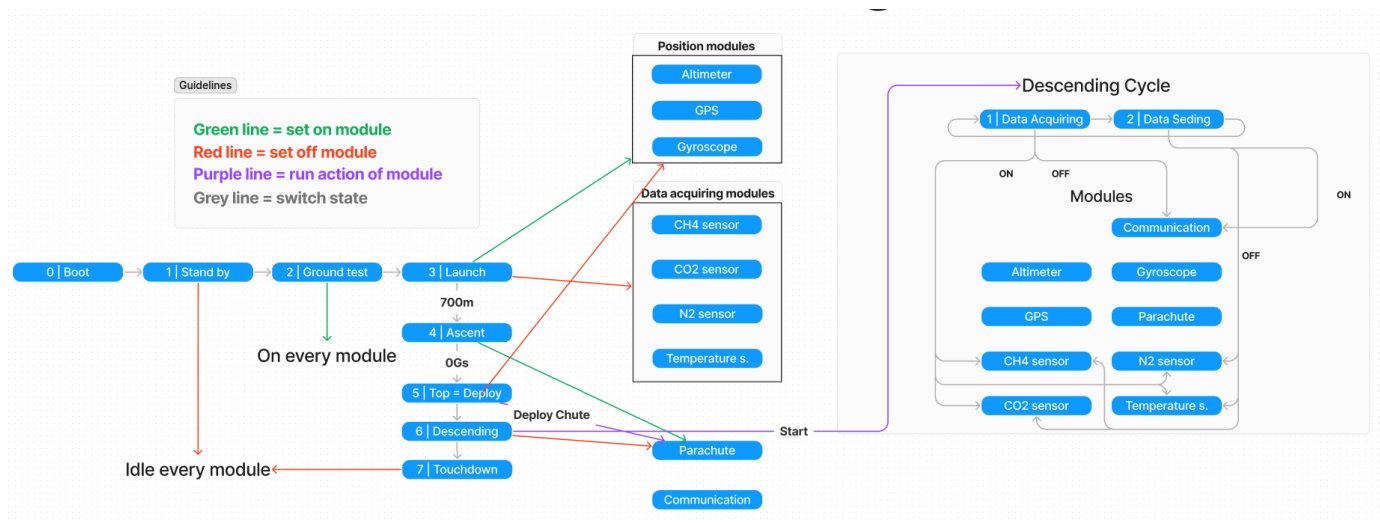 Guidelines
Green line = set on module
Red line = set off module
Purple line = run action of module
Grey line = switch state
0 | Boot
1 | Stand by
2 | Ground test
3 | Launch
700m
4 | Ascent
0Gs
5 | Top = Deploy
6 | Descending
7 | Touchdown
On every module
Idle every module
Deploy Chute
Start
Position modules
Altimeter
GPS
Gyroscope
Data acquiring modules
CH4 sensor
CO2 sensor
N2 sensor
Temperature s.
Parachute
Communication
Descending Cycle
1 | Data Acquiring
2 | Data Seding
ON
OFF
ON
OFF
Modules
Communication
Altimeter
Gyroscope
GPS
Parachute
CH4 sensor
N2 sensor
CO2 sensor
Temperature s.